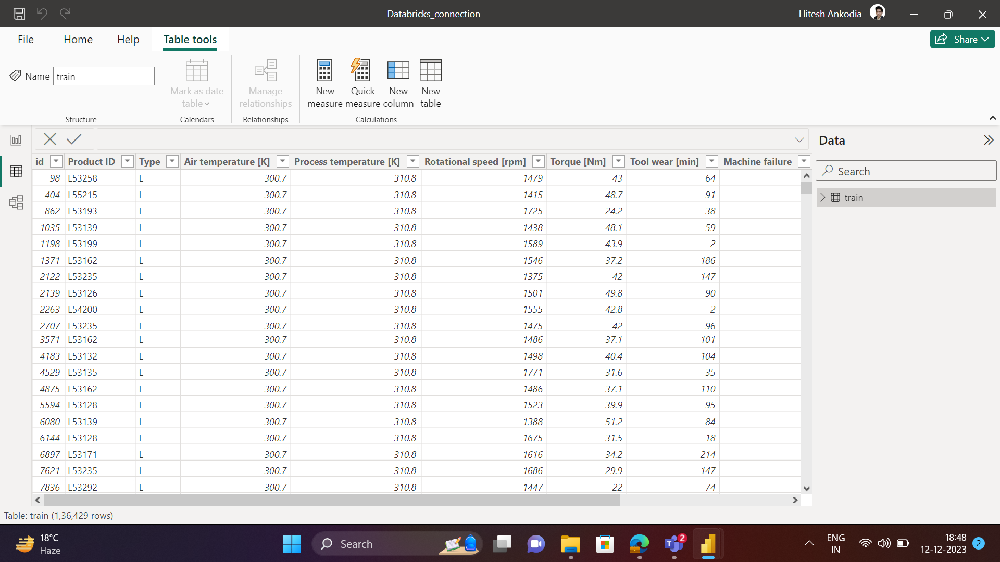 Databricks_connection
Hitesh Ankodia
File Home Help Table tools
Share
Name train
Mark as date table
Manage relationships
New measure
Quick measure
New column
New table
Structure Calendars Relationships Calculations
Data
Search
train
id Product ID Type Air temperature [K] Process temperature [K] Rotational speed [rpm] Torque [Nm] Tool wear [min] Machine failure
98 L53258 L 300.7 310.8 1479 43 64
404 L55215 L 300.7 310.8 1415 48.7 91
862 L53193 L 300.7 310.8 1725 24.2 38
1035 L53139 L 300.7 310.8 1438 48.1 59
1198 L53199 L 300.7 310.8 1589 43.9 2
1371 L53162 L 300.7 310.8 1546 37.2 186
2122 L53235 L 300.7 310.8 1375 42 147
2139 L53126 L 300.7 310.8 1501 49.8 90
2263 L54200 L 300.7 310.8 1555 42.8 2
2707 L53235 L 300.7 310.8 1475 42 96
3571 L53162 L 300.7 310.8 1486 37.1 101
4183 L53132 L 300.7 310.8 1498 40.4 104
4529 L53135 L 300.7 310.8 1771 31.6 35
4875 L53162 L 300.7 310.8 1486 37.1 110
5594 L53128 L 300.7 310.8 1523 39.9 95
6080 L53139 L 300.7 310.8 1388 51.2 84
6144 L53128 L 300.7 310.8 1675 31.5 18
6897 L53171 L 300.7 310.8 1616 34.2 214
7621 L53235 L 300.7 310.8 1686 29.9 147
7836 L53292 L 300.7 310.8 1447 22 74
Table: train (1,36,429 rows)
18°C
Haze
Search
T 2
ENG
IN
18:48
12-12-2023
2